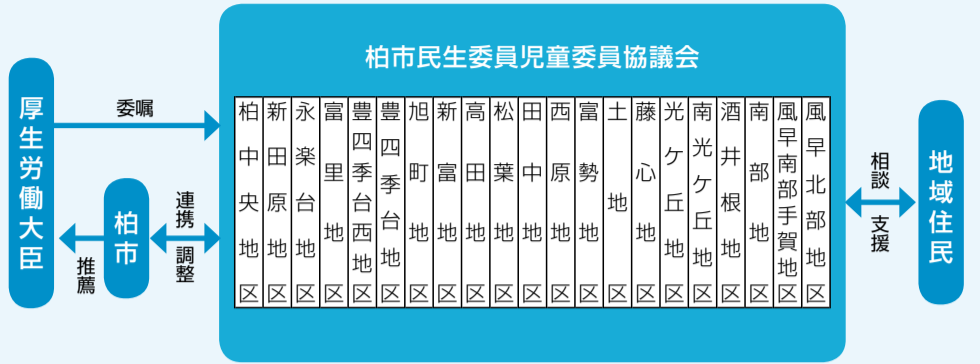 柏市民生委員児童委員協議会
厚生労働大臣
委嘱
推薦
柏市
連携
調整
柏中央地区
新田原地区
永楽台地区
富里地区
豊四季台西地区
豊四季台地区
旭町地区
新富地区
高田地区
松葉地区
田中地区
西原地区
富勢地区
土地区
藤心地区
光ケ丘地区
南光ケ丘地区
酒井根地区
南部地区
風早南部手賀地区
風早北部地区
相談
支援
地域住民